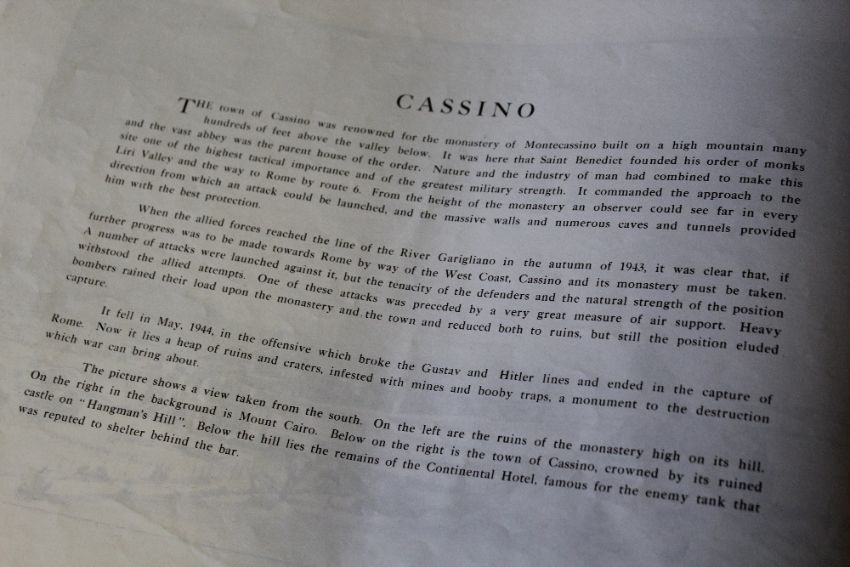 CASSINO
THE town of Cassino was renowned for the monastery of Montecassino built on a high mountain many
hundreds of feet above the valley below. It was here that Saint Benedict founded his order of monks
and the vast abbey was the parent house of the order. Nature and the industry of man had combined to make this
site one of the highest tactical importance and of the greatest military strength. It commanded the approach to the
Liri Valley and the way to Rome by route 6. From the height of the monastery an observer could see far in every
direction from which an attack could be launched, and the massive walls and numerous caves and tunnels provided
him with the best protection.
When the allied forces reached the line of the River Garigliano in the autumn of 1943, it was clear that, if
further progress was to be made towards Rome by way of the West Coast, Cassino and its monastery must be taken.
A number of attacks were launched against it, but the tenacity of the defenders and the natural strength of the position
withstood the allied attempts. One of these attacks was preceded by a very great measure of air support. Heavy
bombers rained their load upon the monastery and the town and reduced both to ruins, but still the position eluded
capture.
It fell in May, 1944, in the offensive which broke the Gustav and Hitler lines and ended in the capture of
Rome. Now it lies a heap of ruins and craters, infested with mines and booby traps, a monument to the destruction
which war can bring about.
The picture shows a view taken from the south. On the left are the ruins of the monastery high on its hill.
On the right in the background is Mount Cairo. Below on the right is the town of Cassino, crowned by its ruined
castle on "Hangman's Hill". Below the hill lies the remains of the Continental Hotel, famous for the enemy tank that
was reputed to shelter behind the bar.